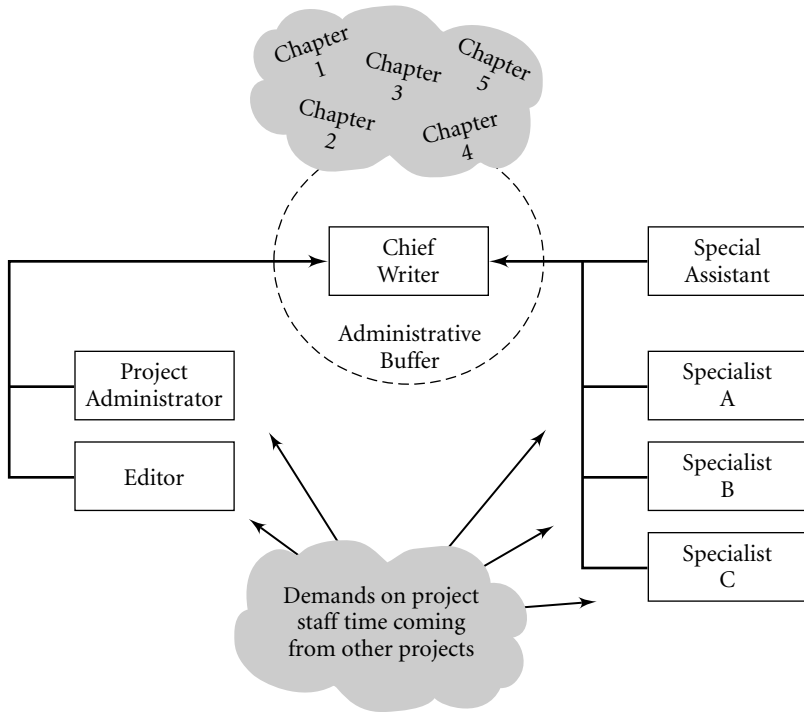 Chapter
1
Chapter
3
Chapter
5
Chapter
2
Chapter
4
Chief
Writer
Special
Assistant
Administrative
Buffer
Project
Administrator
Specialist
A
Editor
Specialist
B
Specialist
C
Demands on project
staff time coming
from other projects